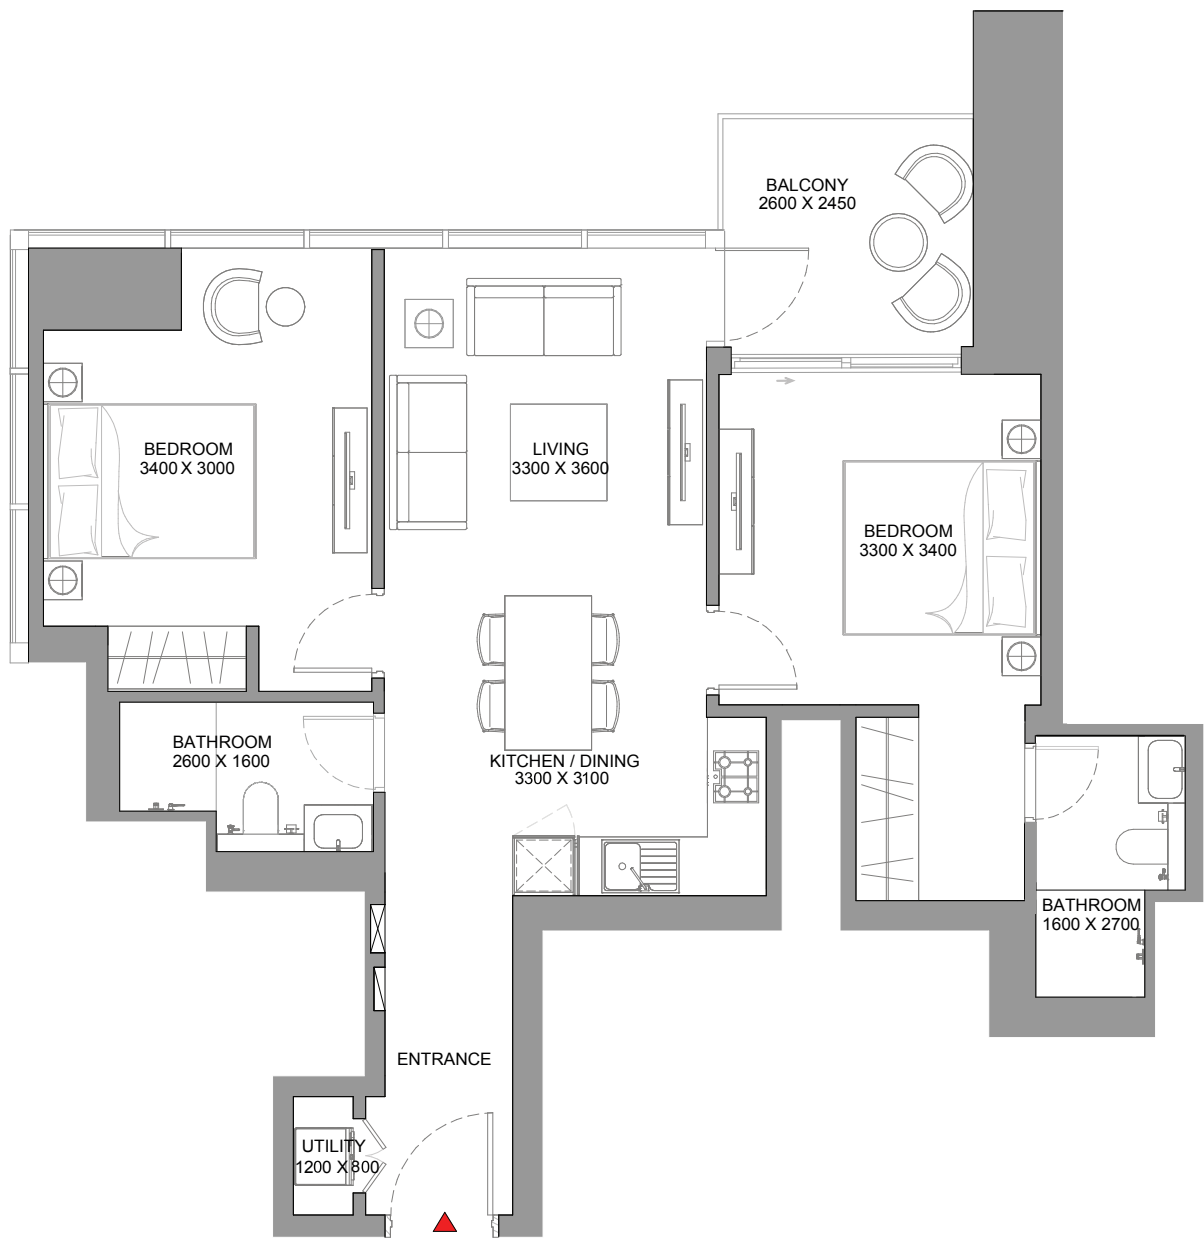 BALCONY
2600 X 2450
BEDROOM
3400 X 3000
LIVING
3300 X 3600
BEDROOM
3300 X 3400
BATHROOM
2600 X 1600
KITCHEN / DINING
3300 X 3100
BATHROOM
1600 X 2700
ENTRANCE
UTILITY
1200 X 800